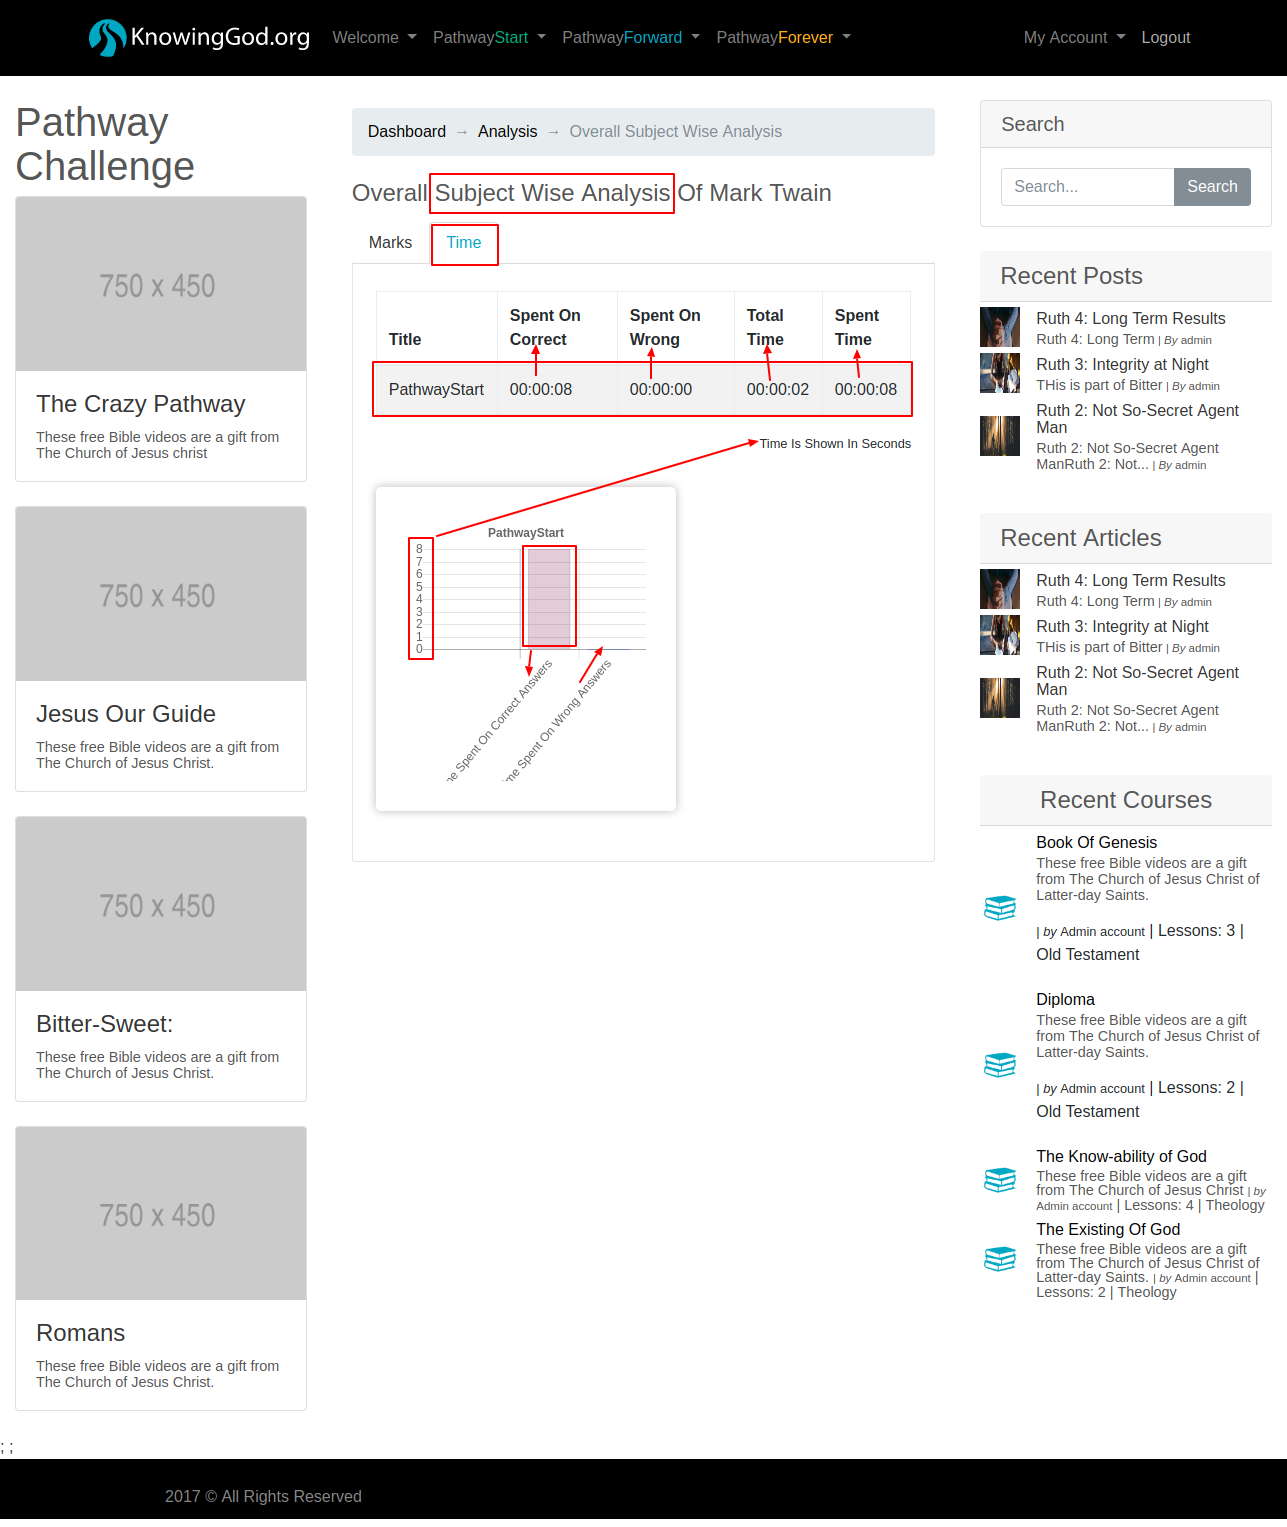 KnowingGod.org
Welcome
PathwayStart
PathwayForward
PathwayForever
My Account
Logout
Pathway
Challenge
750 x 450
The Crazy Pathway
These free Bible videos are a gift from
The Church of Jesus christ
750 x 450
Jesus Our Guide
These free Bible videos are a gift from
The Church of Jesus Christ.
750 x 450
Bitter-Sweet:
These free Bible videos are a gift from
The Church of Jesus Christ.
750 x 450
Romans
These free Bible videos are a gift from
The Church of Jesus Christ.
Dashboard → Analysis → Overall Subject Wise Analysis
Overall Subject Wise Analysis Of Mark Twain
Marks
Time
Title
Spent On
Correct
Spent On
Wrong
Total
Time
Spent
Time
PathwayStart 00:00:08 00:00:00 00:00:02 00:00:08
Time Is Shown In Seconds
PathwayStart
8
7
6
5
4
3
2
1
0
Spent On Correct Answers
Spent On Wrong Answers
Search
Search...
Search
Recent Posts
Ruth 4: Long Term Results
Ruth 4: Long Term | By admin
Ruth 3: Integrity at Night
THis is part of Bitter | By admin
Ruth 2: Not So-Secret Agent
Man
Ruth 2: Not So-Secret Agent
ManRuth 2: Not... | By admin
Recent Articles
Ruth 4: Long Term Results
Ruth 4: Long Term | By admin
Ruth 3: Integrity at Night
THis is part of Bitter | By admin
Ruth 2: Not So-Secret Agent
Man
Ruth 2: Not So-Secret Agent
ManRuth 2: Not... | By admin
Recent Courses
Book Of Genesis
These free Bible videos are a gift
from The Church of Jesus Christ of
Latter-day Saints.
| by Admin account | Lessons: 3 |
Old Testament
Diploma
These free Bible videos are a gift
from The Church of Jesus Christ of
Latter-day Saints.
| by Admin account | Lessons: 2 |
Old Testament
The Know-ability of God
These free Bible videos are a gift
from The Church of Jesus Christ | by
Admin account | Lessons: 4 | Theology
The Existing Of God
These free Bible videos are a gift
from The Church of Jesus Christ of
Latter-day Saints. | by Admin account |
Lessons: 2 | Theology
; ;
2017 © All Rights Reserved